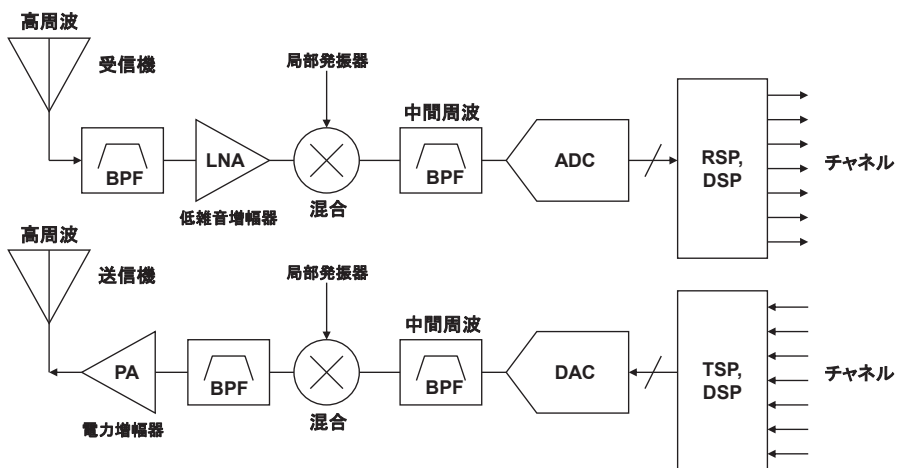 高周波
受信機
局部発振器
中間周波
BPF
LNA
BPF
ADC
RSP,
DSP
チャネル
混合
低雑音増幅器
高周波
送信機
局部発振器
中間周波
PA
BPF
BPF
DAC
TSP,
DSP
チャネル
混合
電力増幅器